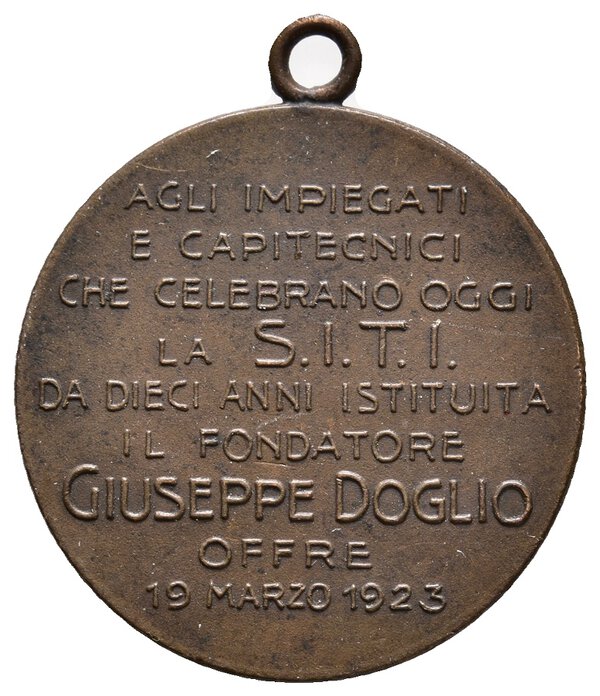 AGLI IMPIEGATI
E CAPITECNICI
CHE CELEBRANO OGGI
LA S.I.T.I.
DA DIECI ANNI ISTITUITA
IL FONDATORE
GIUSEPPE DOGLIO
OFFRE
19 MARZO 1923